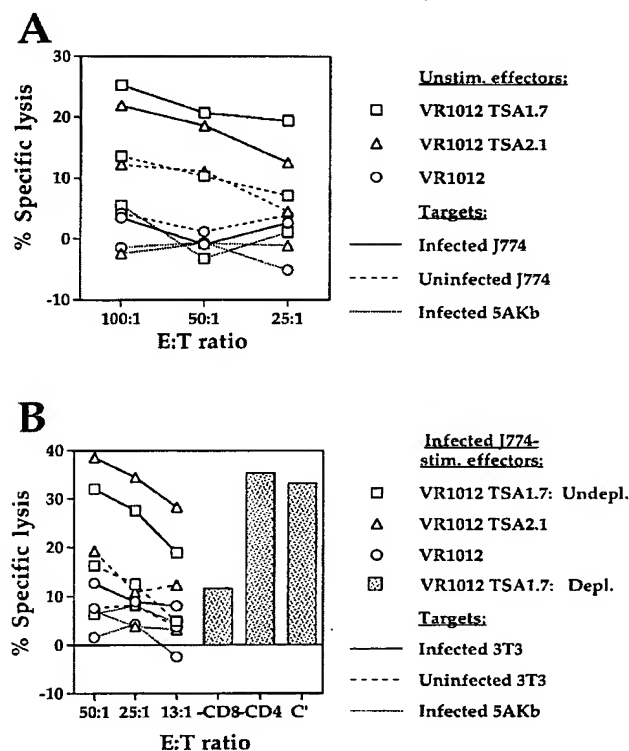 A
30
20
10
0
-10
% Specific lysis
100:1 50:1 25:1
E:T ratio
Unstim. effectors:
VR1012 TSA1.7
VR1012 TSA2.1
VR1012
Targets:
Infected J774
Uninfected J774
Infected 5AKb
B
40
30
20
10
0
-10
% Specific lysis
50:1 25:1 13:1 -CD8 -CD4 C'
E:T ratio
Infected J774-
stim. effectors:
VR1012 TSA1.7: Undepl.
VR1012 TSA2.1
VR1012
VR1012 TSA1.7: Depl.
Targets:
Infected 3T3
Uninfected 3T3
Infected 5AKb